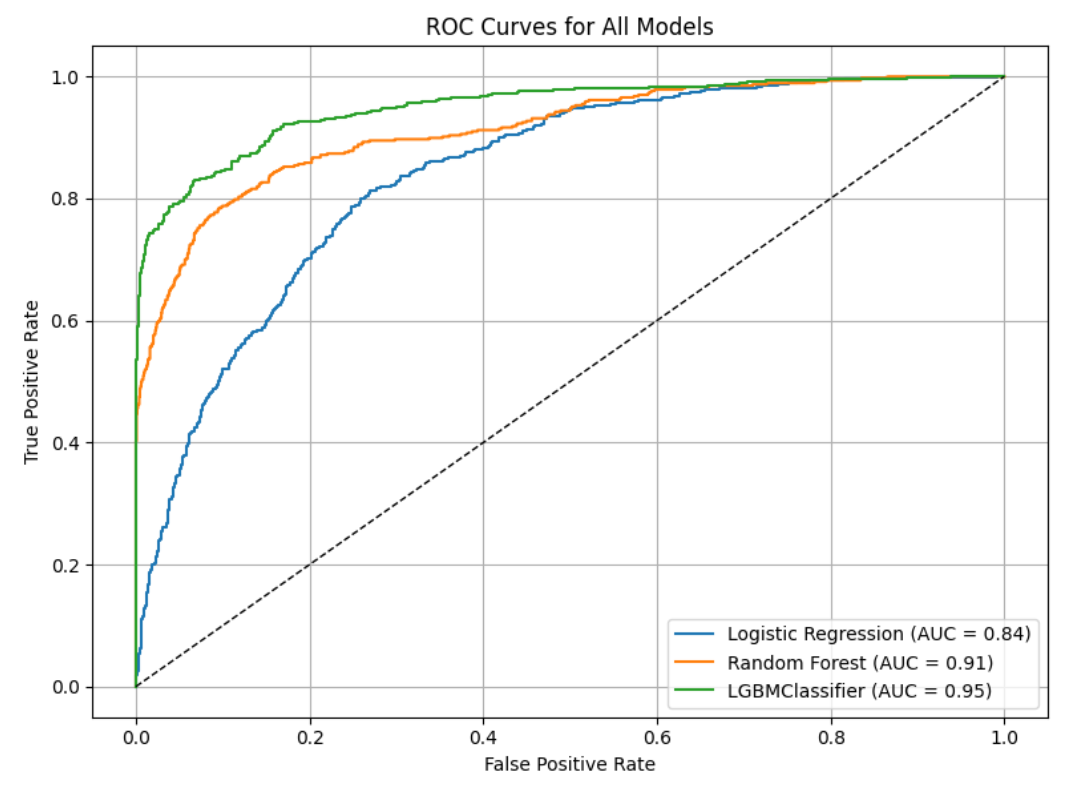 ROC Curves for All Models
True Positive Rate
1.0
0.8
0.6
0.4
0.2
0.0
Logistic Regression (AUC = 0.84)
Random Forest (AUC = 0.91)
LGBMClassifier (AUC = 0.95)
0.0 0.2 0.4 0.6 0.8 1.0
False Positive Rate